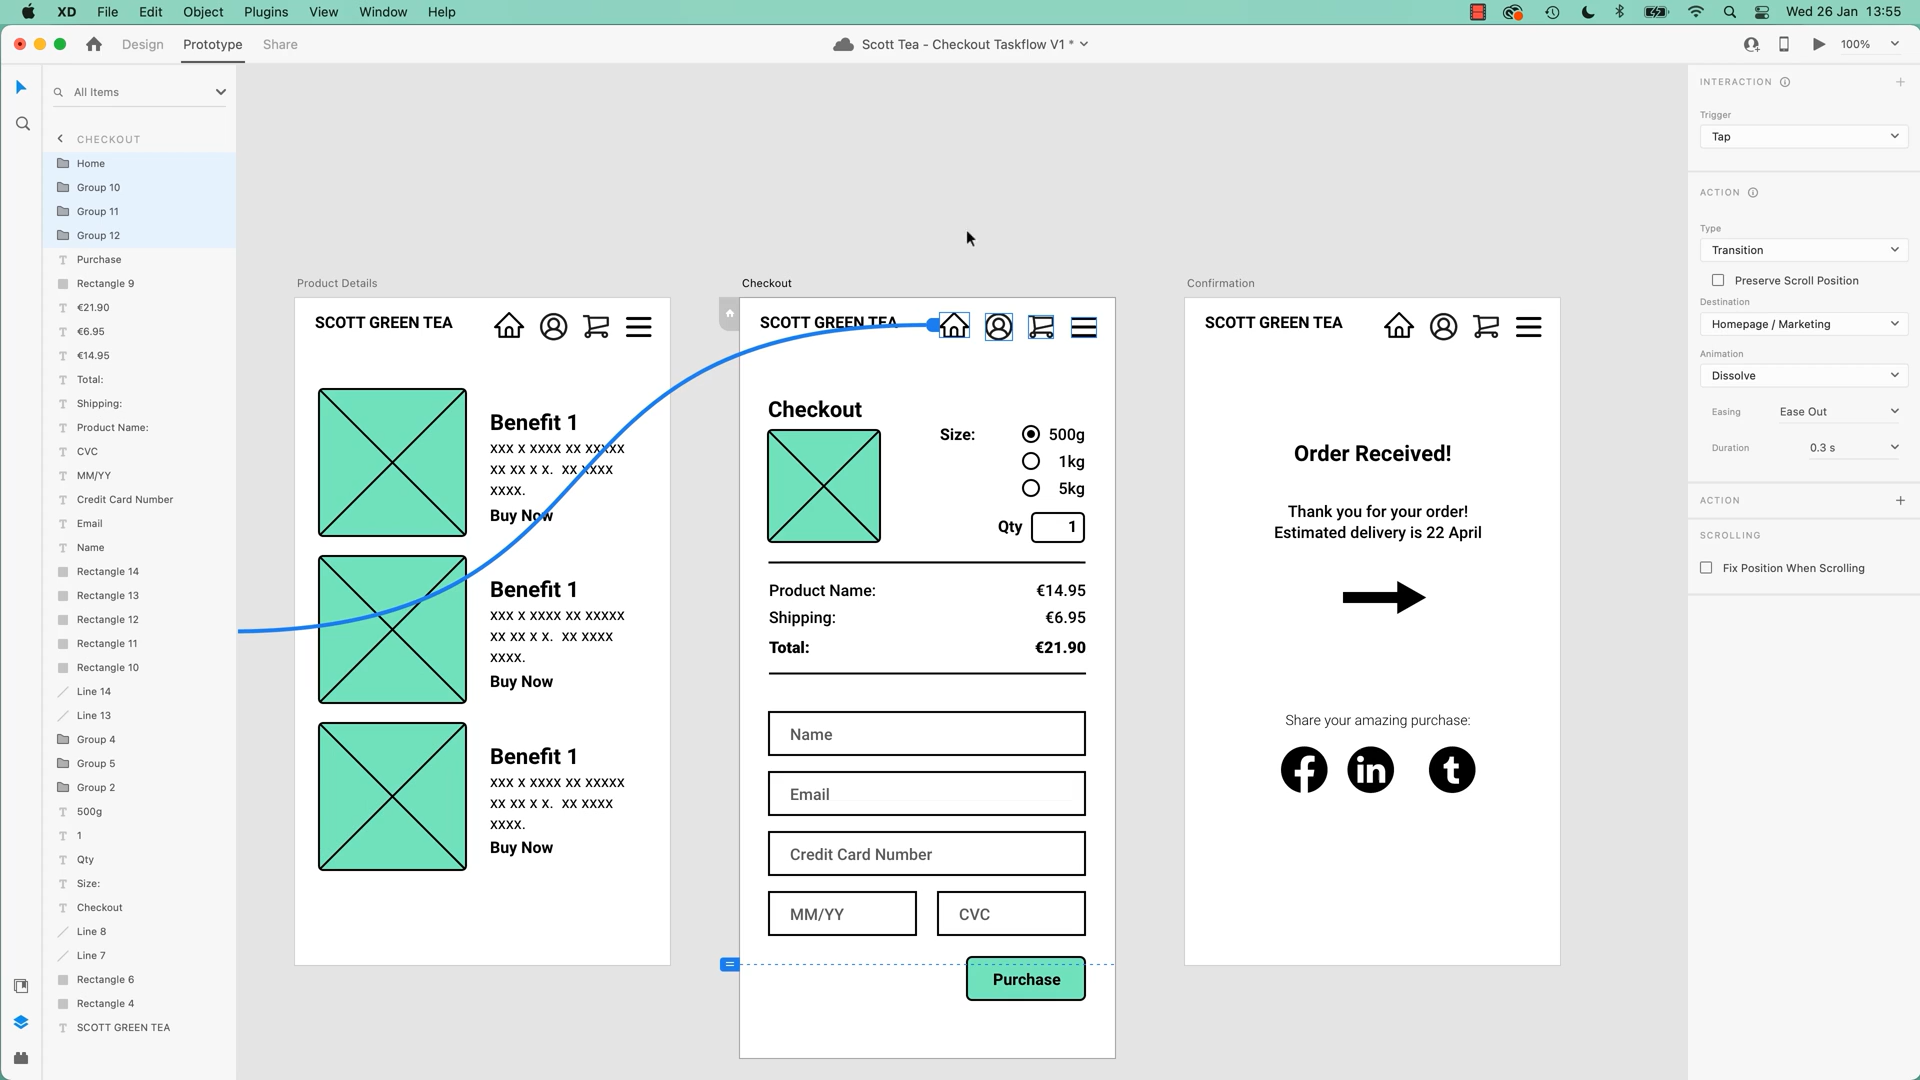 XD File Edit Object Plugins View Window Help
Wed 26 Jan 13:55
Design Prototype Share
Scott Tea - Checkout Taskflow V1 *
100%
All Items
CHECKOUT
Home
Group 10
Group 11
Group 12
Purchase
Rectangle 9
€21.90
€6.95
€14.95
Total:
Shipping:
Product Name:
CVC
MM/YY
Credit Card Number
Email
Name
Rectangle 14
Rectangle 13
Rectangle 12
Rectangle 11
Rectangle 10
Line 14
Line 13
Group 4
Group 5
Group 2
500g
1
Qty
Size:
Checkout
Line 8
Line 7
Rectangle 6
Rectangle 4
SCOTT GREEN TEA
Product Details
SCOTT GREEN TEA
Benefit 1
xxx x xxxx xx xxxxx
xx xx x x. xx xxxx
xxxx.
Buy Now
Benefit 1
xxx x xxxx xx xxxxx
xx xx x x. xx xxxx
xxxx.
Buy Now
Benefit 1
xxx x xxxx xx xxxxx
xx xx x x. xx xxxx
xxxx.
Buy Now
Checkout
SCOTT GREEN TEA
Checkout
Size: 500g
1kg
5kg
Qty 1
Product Name: €14.95
Shipping: €6.95
Total: €21.90
Name
Email
Credit Card Number
MM/YY CVC
Purchase
Confirmation
SCOTT GREEN TEA
Order Received!
Thank you for your order!
Estimated delivery is 22 April
Share your amazing purchase:
f in t
INTERACTION
Trigger
Tap
ACTION
Type
Transition
Preserve Scroll Position
Destination
Homepage / Marketing
Animation
Dissolve
Easing Ease Out
Duration 0.3 s
ACTION
SCROLLING
Fix Position When Scrolling